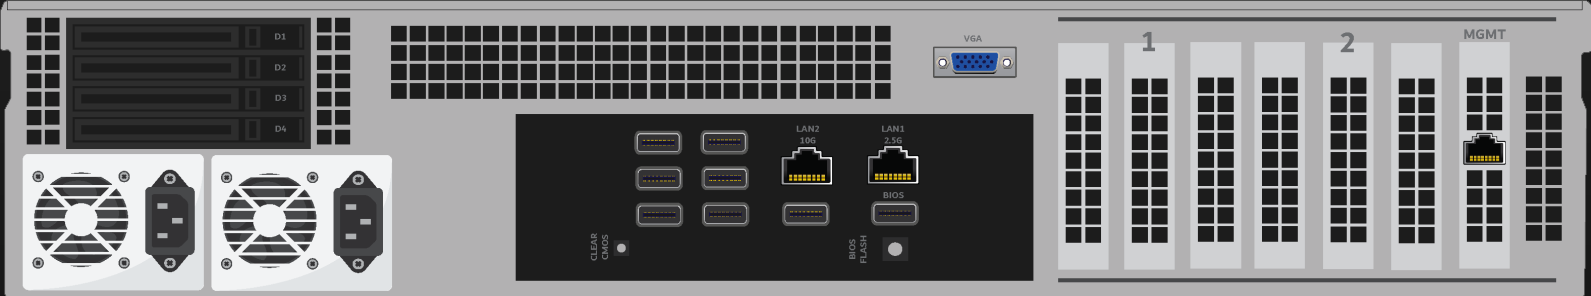 D1
D2
D3
D4
VGA
LAN2
10G
LAN1
2.5G
BIOS
CLEAR
CMOS
BIOS
FLASH
1
2
MGMT